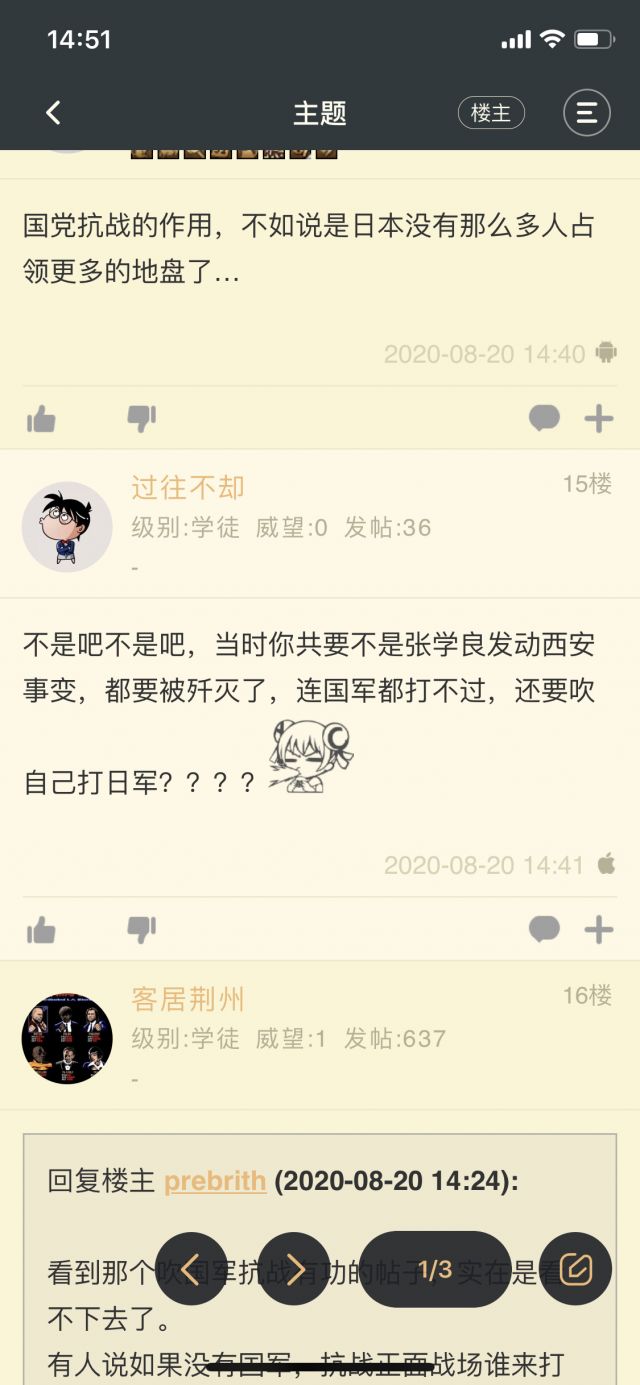 14:51
主题
楼主
国党抗战的作用，不如说是日本没有那么多人占
领更多的地盘了...
2020-08-20 14:40
过往不却
15楼
级别:学徒 威望:0 发帖:36
-
不是吧不是吧，当时你共要不是张学良发动西安
事变，都要被歼灭了，连国军都打不过，还要吹
自己打日军？？？？
2020-08-20 14:41
客居荆州
16楼
级别:学徒 威望:1 发帖:637
-
回复楼主 prebrith (2020-08-20 14:24):
看到那个吹国军抗战有功的帖子，实在是看
1/3
不下去了。
有人说如果没有国军，抗战正面战场谁来打